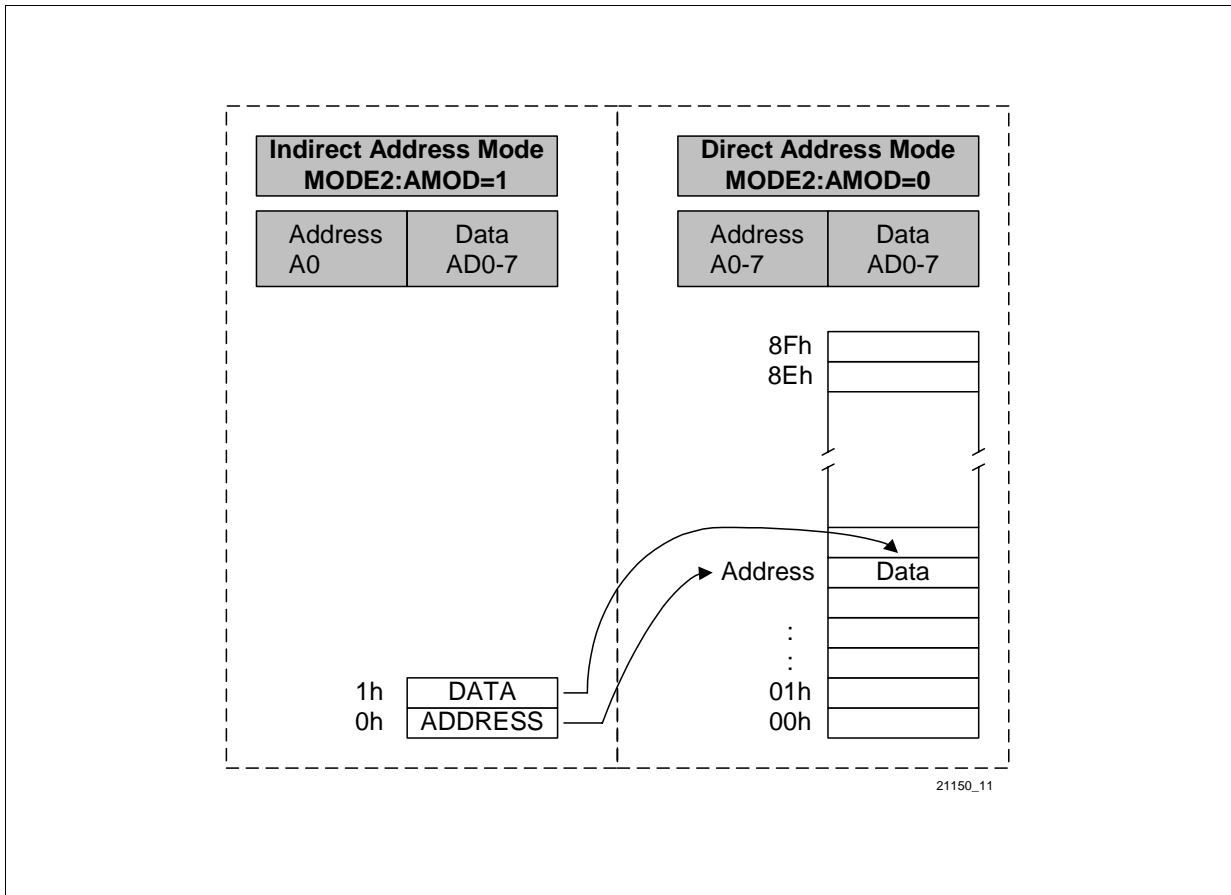 Indirect Address Mode
MODE2:AMOD=1
Address
A0
Data
AD0-7
1h
DATA
0h
ADDRESS
Direct Address Mode
MODE2:AMOD=0
Address
A0-7
Data
AD0-7
8Fh
8Eh
Address
Data
:
:
01h
00h
21150_11